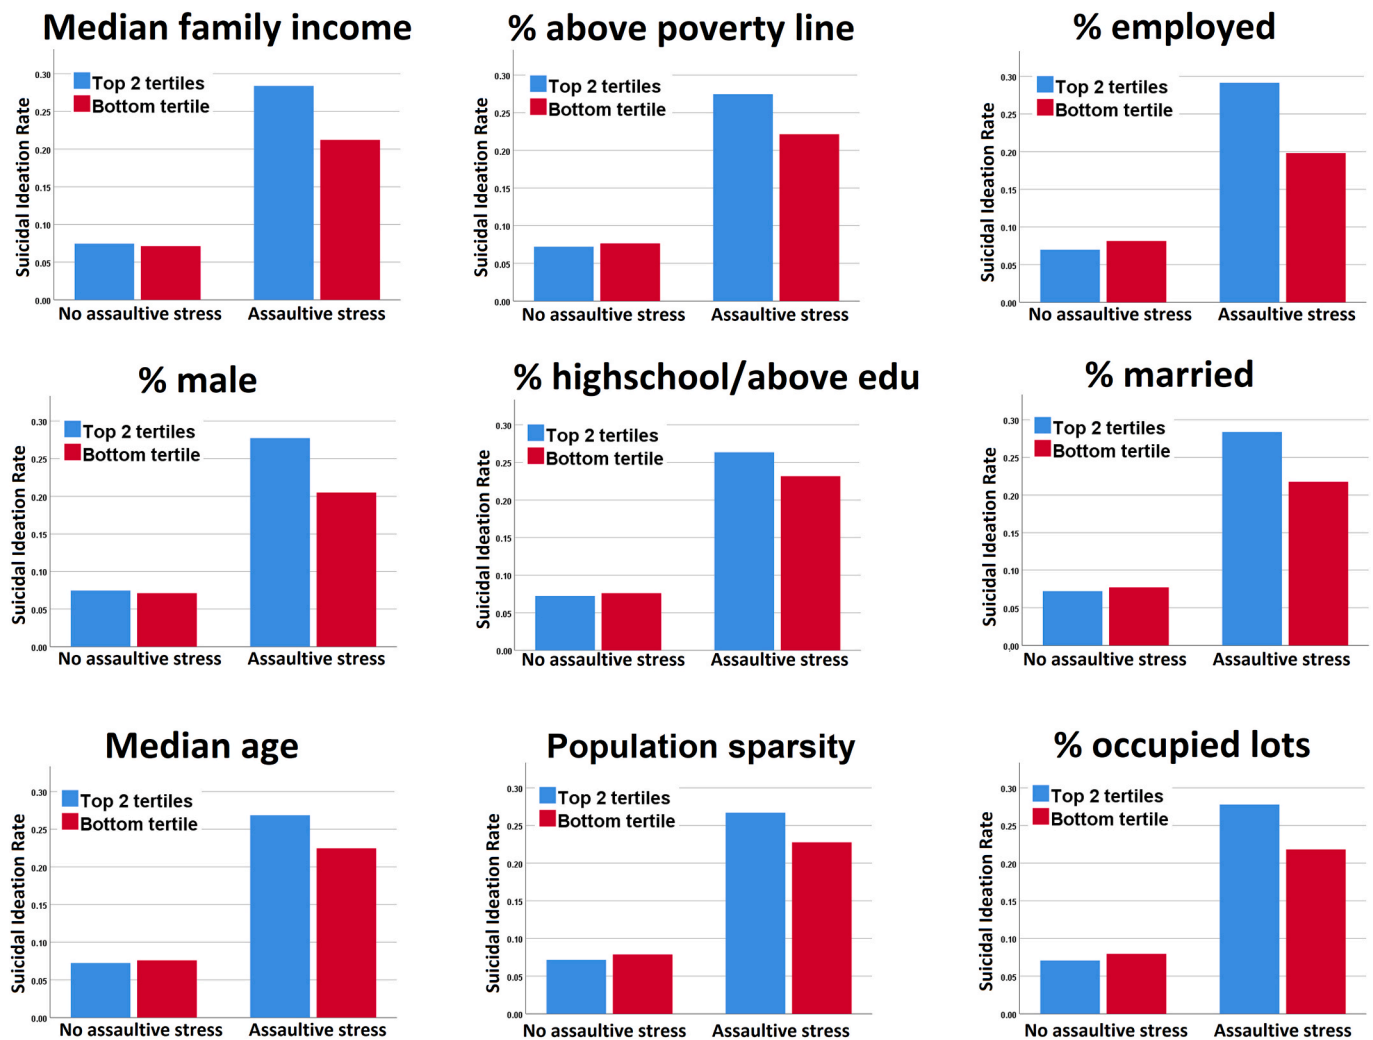 Median family income
Suicidal Ideation Rate
0.30
0.25
0.20
0.15
0.10
0.05
0.00
Top 2 tertiles
Bottom tertile
No assaultive stress Assaultive stress
% above poverty line
Suicidal Ideation Rate
0.30
0.25
0.20
0.15
0.10
0.05
0.00
Top 2 tertiles
Bottom tertile
No assaultive stress Assaultive stress
% employed
Suicidal Ideation Rate
0.30
0.25
0.20
0.15
0.10
0.05
0.00
Top 2 tertiles
Bottom tertile
No assaultive stress Assaultive stress
% male
Suicidal Ideation Rate
0.30
0.25
0.20
0.15
0.10
0.05
0.00
Top 2 tertiles
Bottom tertile
No assaultive stress Assaultive stress
% highschool/above edu
Suicidal Ideation Rate
0.30
0.25
0.20
0.15
0.10
0.05
0.00
Top 2 tertiles
Bottom tertile
No assaultive stress Assaultive stress
% married
Suicidal Ideation Rate
0.30
0.25
0.20
0.15
0.10
0.05
0.00
Top 2 tertiles
Bottom tertile
No assaultive stress Assaultive stress
Median age
Suicidal Ideation Rate
0.30
0.25
0.20
0.15
0.10
0.05
0.00
Top 2 tertiles
Bottom tertile
No assaultive stress Assaultive stress
Population sparsity
Suicidal Ideation Rate
0.30
0.25
0.20
0.15
0.10
0.05
0.00
Top 2 tertiles
Bottom tertile
No assaultive stress Assaultive stress
% occupied lots
Suicidal Ideation Rate
0.30
0.25
0.20
0.15
0.10
0.05
0.00
Top 2 tertiles
Bottom tertile
No assaultive stress Assaultive stress